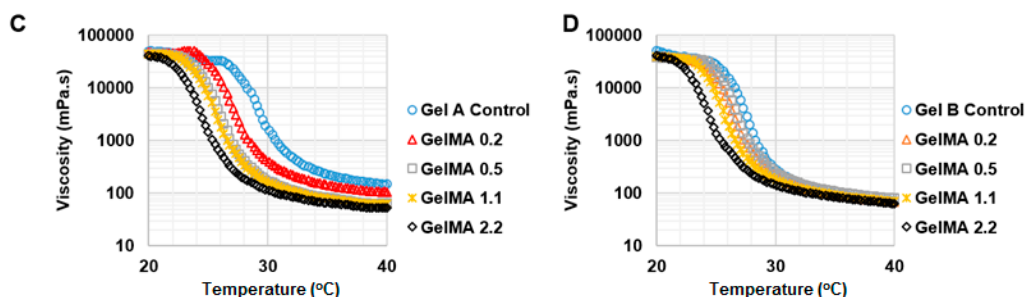 C
Viscosity (mPa.s)
100000
10000
1000
100
10
20
30
40
Temperature (ºC)
Gel A Control
GelMA 0.2
GelMA 0.5
GelMA 1.1
GelMA 2.2
D
Viscosity (mPa.s)
100000
10000
1000
100
10
20
30
40
Temperature (ºC)
Gel B Control
GelMA 0.2
GelMA 0.5
GelMA 1.1
GelMA 2.2